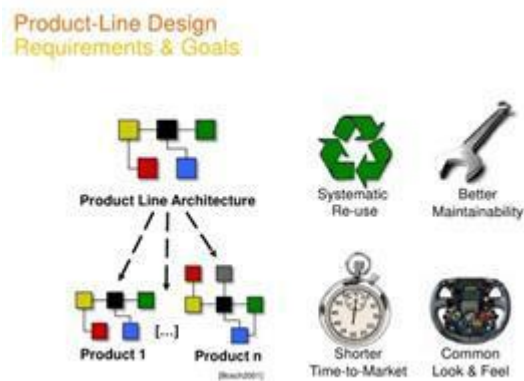 Product-Line Design
Requirements & Goals
Product Line Architecture
Systematic
Re-use
Better
Maintainability
[...]
Product 1
Product n
Shorter
Time-to-Market
Common
Look & Feel
[Bosch2001]